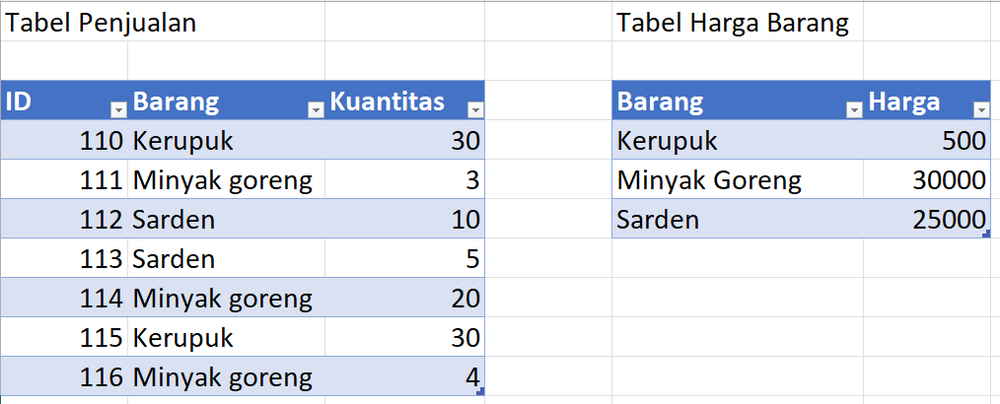 Tabel Penjualan Tabel Harga Barang
ID Barang Kuantitas Barang Harga
110 Kerupuk 30 Kerupuk 500
111 Minyak goreng 3 Minyak Goreng 30000
112 Sarden 10 Sarden 25000
113 Sarden 5
114 Minyak goreng 20
115 Kerupuk 30
116 Minyak goreng 4